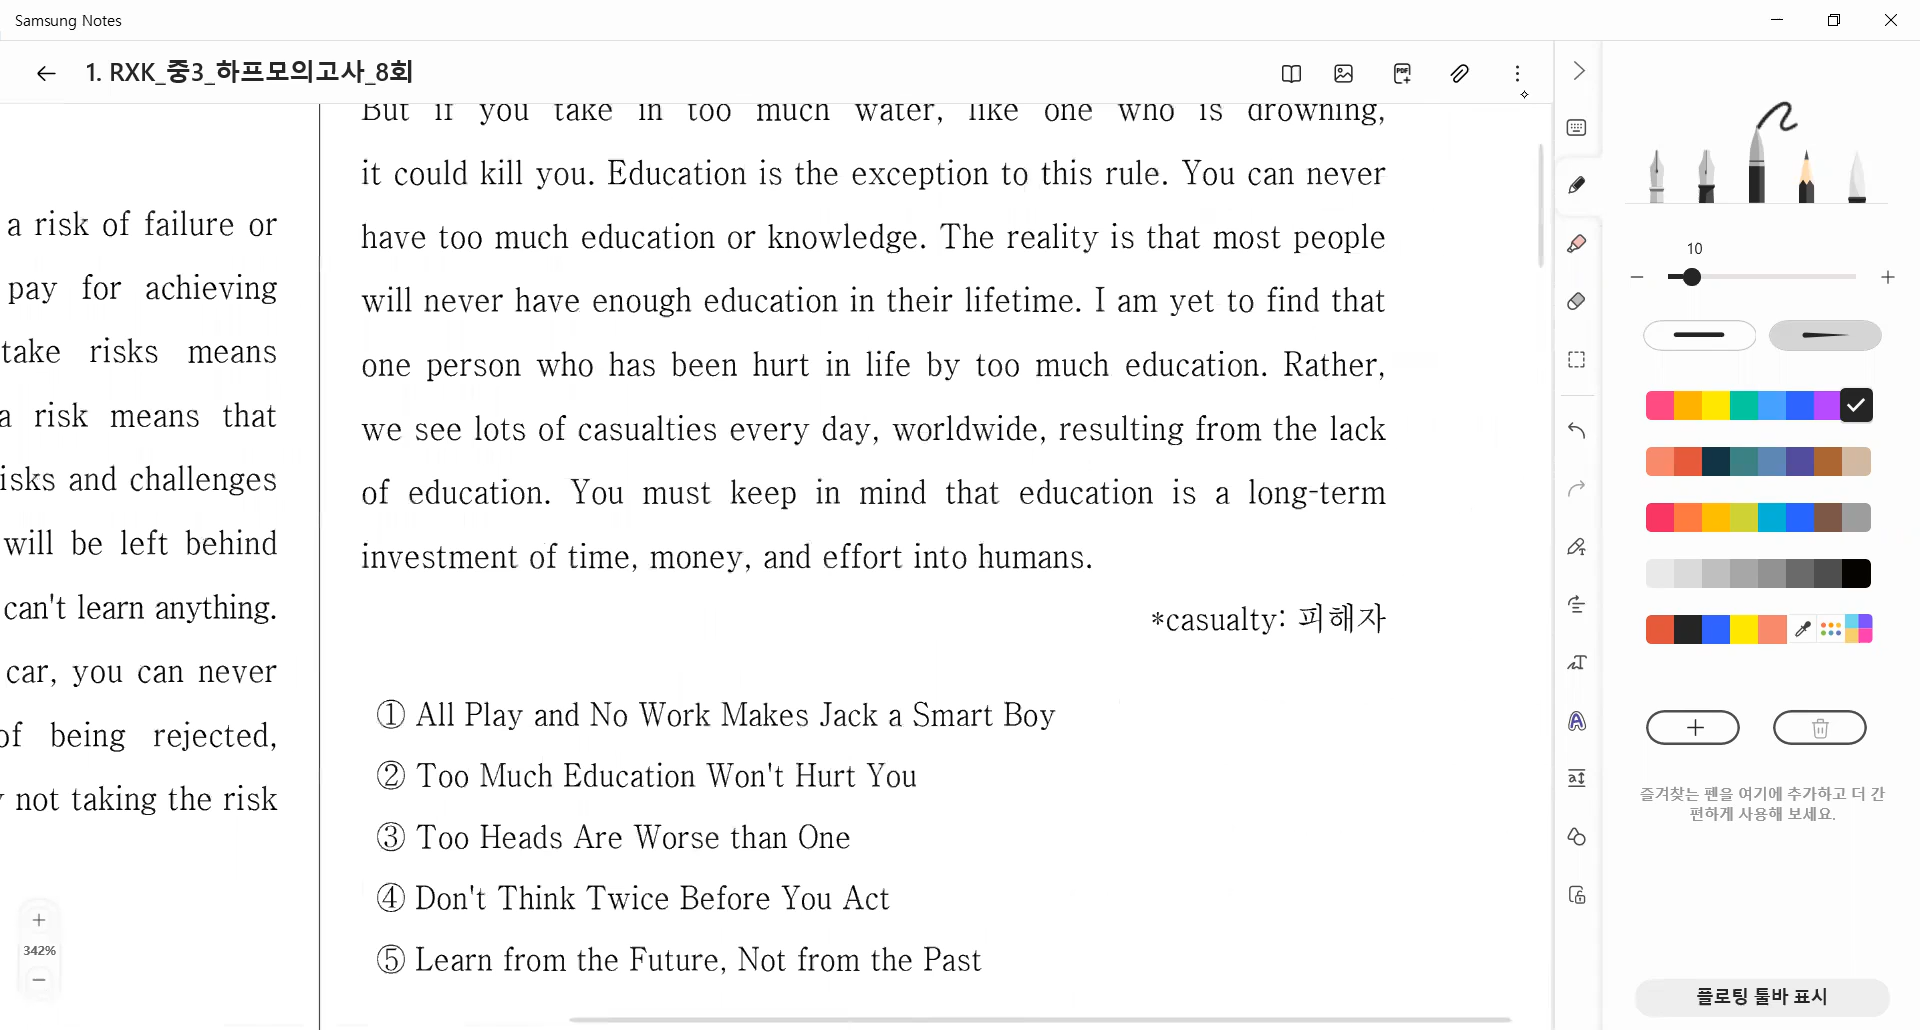 Samsung Notes
1. RXK_중3_하프모의고사_8회
a risk of failure or
pay for achieving
take risks means
a risk means that
isks and challenges
will be left behind
can't learn anything.
car, you can never
of being rejected,
not taking the risk
But if you take in too much water, like one who is drowning,
it could kill you. Education is the exception to this rule. You can never
have too much education or knowledge. The reality is that most people
will never have enough education in their lifetime. I am yet to find that
one person who has been hurt in life by too much education. Rather,
we see lots of casualties every day, worldwide, resulting from the lack
of education. You must keep in mind that education is a long-term
investment of time, money, and effort into humans.
*casualty: 피해자
① All Play and No Work Makes Jack a Smart Boy
② Too Much Education Won't Hurt You
③ Too Heads Are Worse than One
④ Don't Think Twice Before You Act
⑤ Learn from the Future, Not from the Past
342%
10
즐겨찾는 펜을 여기에 추가하고 더 간
편하게 사용해 보세요.
플로팅 툴바 표시